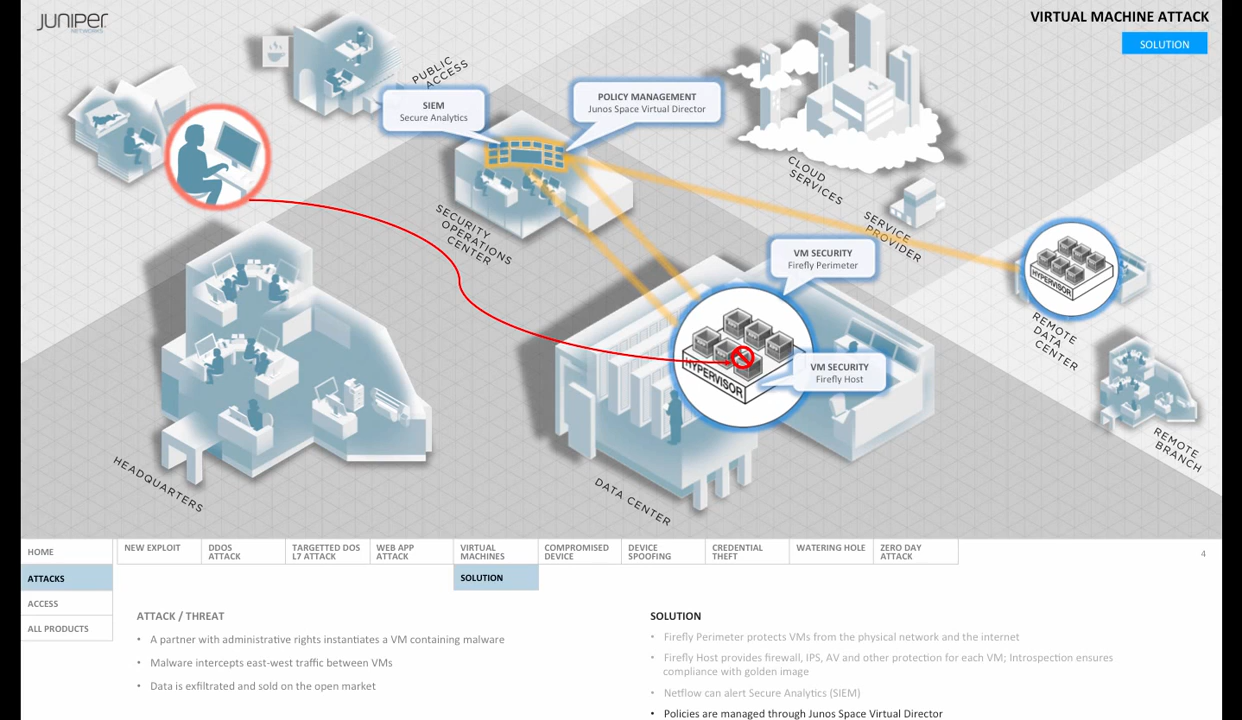 JUNIPER
NETWORKS
VIRTUAL MACHINE ATTACK
SOLUTION
PUBLIC
ACCESS
SIEM
Secure Analytics
POLICY MANAGEMENT
Junos Space Virtual Director
CLOUD
SERVICES
SECURITY
OPERATIONS
CENTER
SERVICE
PROVIDER
VM SECURITY
Firefly Perimeter
HYPERVISOR
REMOTE
DATA
CENTER
HYPERVISOR
VM SECURITY
Firefly Host
REMOTE
BRANCH
HEADQUARTERS
DATA CENTER
HOME
NEW EXPLOIT
DDOS
ATTACK
TARGETTED DOS
L7 ATTACK
WEB APP
ATTACK
VIRTUAL
MACHINES
COMPROMISED
DEVICE
DEVICE
SPOOFING
CREDENTIAL
THEFT
WATERING HOLE
ZERO DAY
ATTACK
4
ATTACKS
SOLUTION
ACCESS
ALL PRODUCTS
ATTACK / THREAT
• A partner with administrative rights instantiates a VM containing malware
• Malware intercepts east-west traffic between VMs
• Data is exfiltrated and sold on the open market
SOLUTION
• Firefly Perimeter protects VMs from the physical network and the internet
• Firefly Host provides firewall, IPS, AV and other protection for each VM; Introspection ensures
compliance with golden image
• Netflow can alert Secure Analytics (SIEM)
• Policies are managed through Junos Space Virtual Director